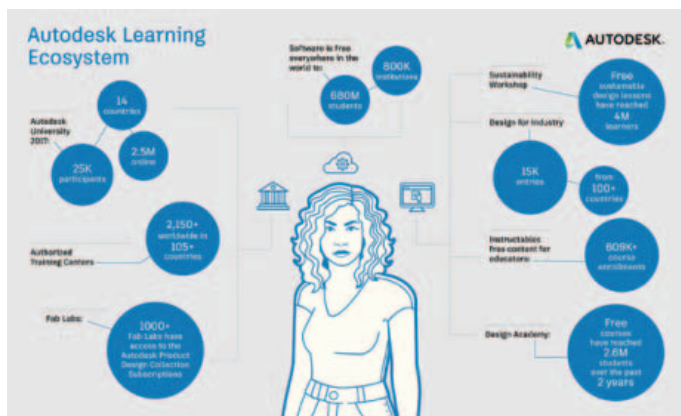 Autodesk Learning
Ecosystem
AUTODESK.
Software is free
everywhere in the
world to:
680M
students
800K
institutions
Autodesk
University
2017:
14
countries
2.5M
online
25K
participants
Authorized
Training Centers
2,150+
worldwide in
105+
countries
Fab Labs:
1000+
Fab Labs have
access to the
Autodesk Product
Design Collection
Subscriptions
Sustainability
Workshop
Free
sustainable
design lessons
have reached
4M
learners
Design for Industry
15K
entries
from
100+
countries
Instructables
free content for
educators:
609K+
course
enrollments
Design Academy:
Free
courses
have reached
2.6M
students
over the past
2 years